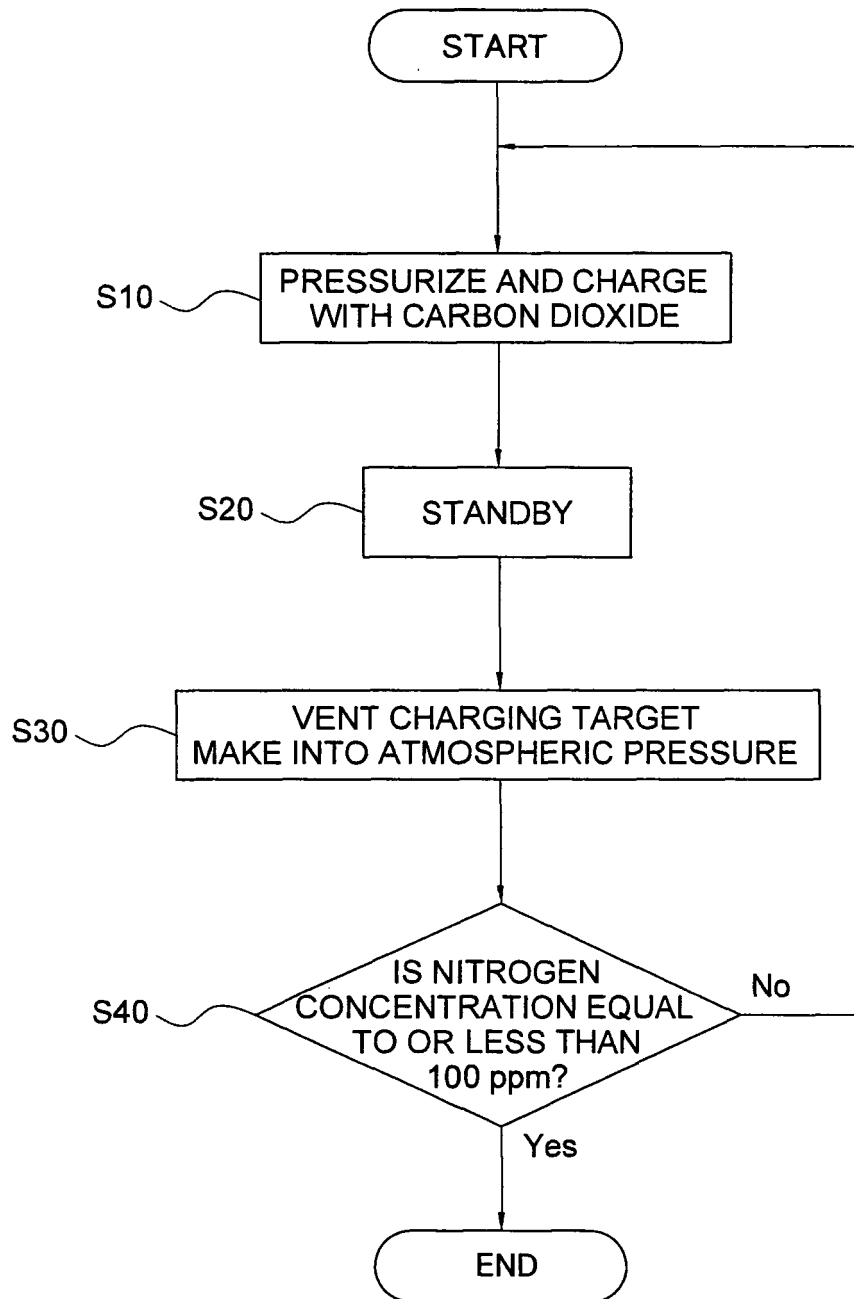 START
S10
PRESSURIZE AND CHARGE
WITH CARBON DIOXIDE
S20
STANDBY
S30
VENT CHARGING TARGET
MAKE INTO ATMOSPHERIC PRESSURE
S40
IS NITROGEN
CONCENTRATION EQUAL
TO OR LESS THAN
100 ppm?
No
Yes
END